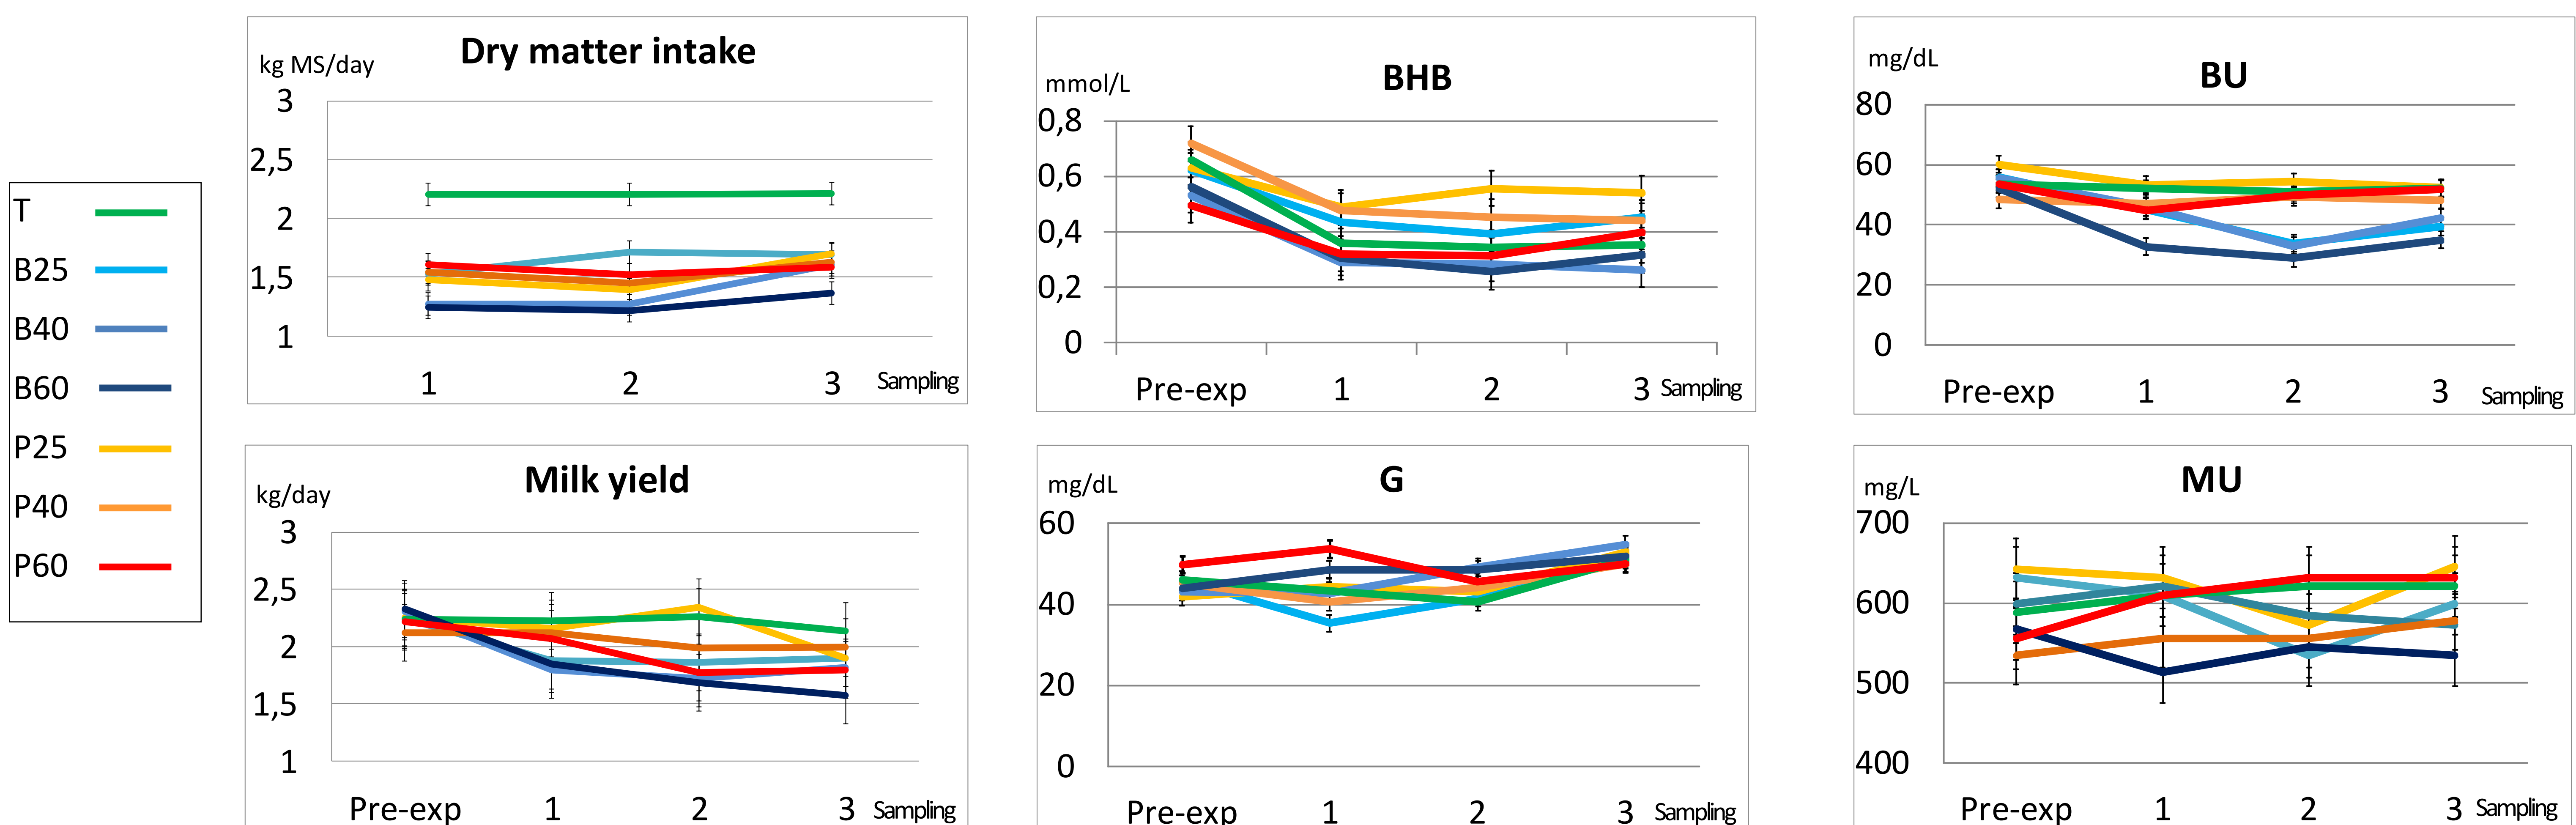 T
B25
B40
B60
P25
P40
P60
Dry matter intake
kg MS/day
3
2,5
2
1,5
1
1 2 3 Sampling
BHB
mmol/L
0,8
0,6
0,4
0,2
0
Pre-exp 1 2 3 Sampling
BU
mg/dL
80
60
40
20
0
Pre-exp 1 2 3 Sampling
Milk yield
kg/day
3
2,5
2
1,5
1
Pre-exp 1 2 3 Sampling
G
mg/dL
60
40
20
0
Pre-exp 1 2 3 Sampling
MU
mg/L
700
600
500
400
Pre-exp 1 2 3 Sampling